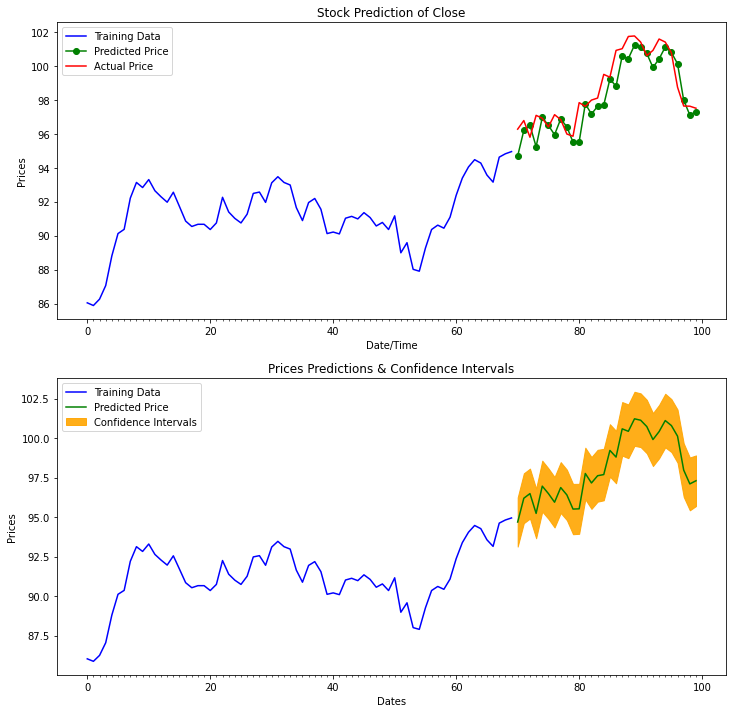 Stock Prediction of Close
Training Data
Predicted Price
Actual Price
102
100
98
96
94
92
90
88
86
Prices
0 20 40 60 80 100
Date/Time
Prices Predictions & Confidence Intervals
Training Data
Predicted Price
Confidence Intervals
102.5
100.0
97.5
95.0
92.5
90.0
87.5
Prices
0 20 40 60 80 100
Dates